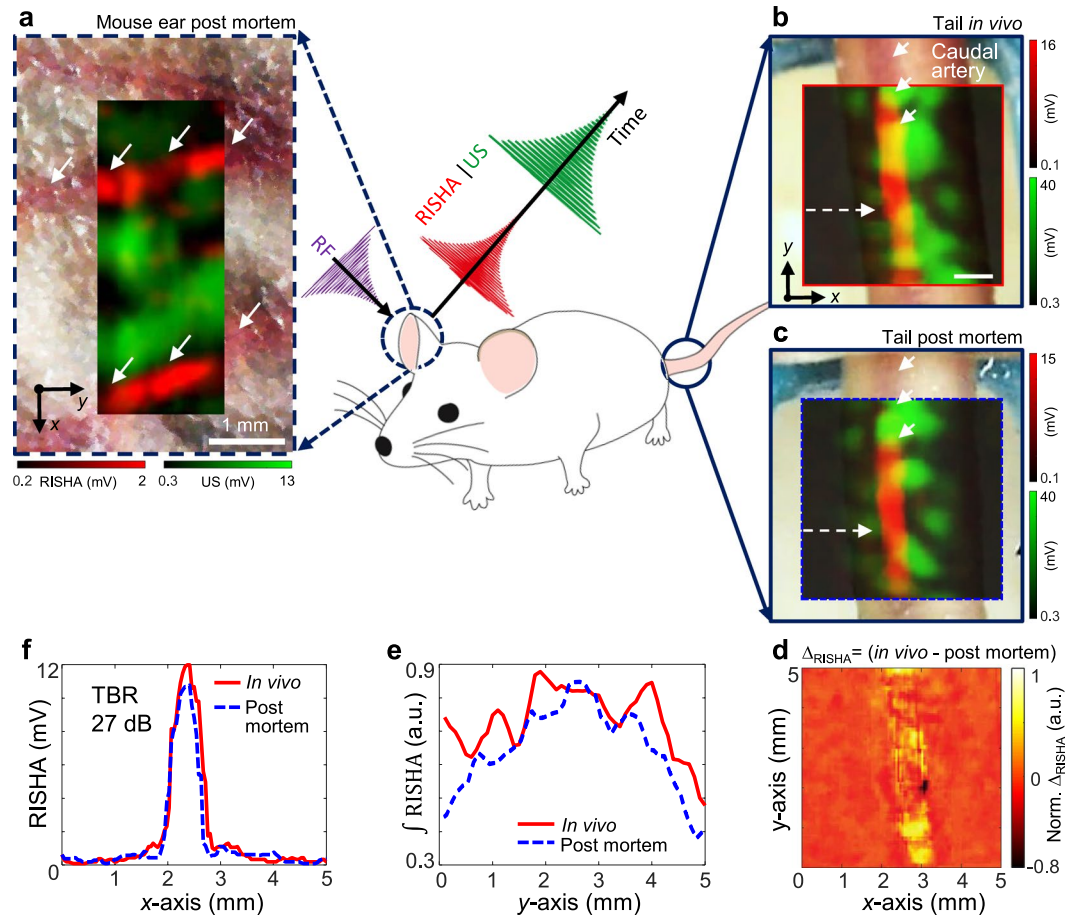 a
Mouse ear post mortem
y
x
1 mm
0.2 RISHA (mV) 2
0.3 US (mV) 13
RF
RISHA | US
Time
b
Tail in vivo
Caudal
artery
y
x
16
(mV)
0.1
40
(mV)
0.3
c
Tail post mortem
15
(mV)
0.1
40
(mV)
0.3
f
12
RISHA (mV)
0
TBR
27 dB
In vivo
Post
mortem
0 1 2 3 4 5
x-axis (mm)
e
0.9
∫ RISHA (a.u.)
0.3
In vivo
Post mortem
0 1 2 3 4 5
y-axis (mm)
d
ΔRISHA= (in vivo - post mortem)
5
y-axis (mm)
0 1 2 3 4 5
x-axis (mm)
1
0
-0.8
Norm. ΔRISHA (a.u.)